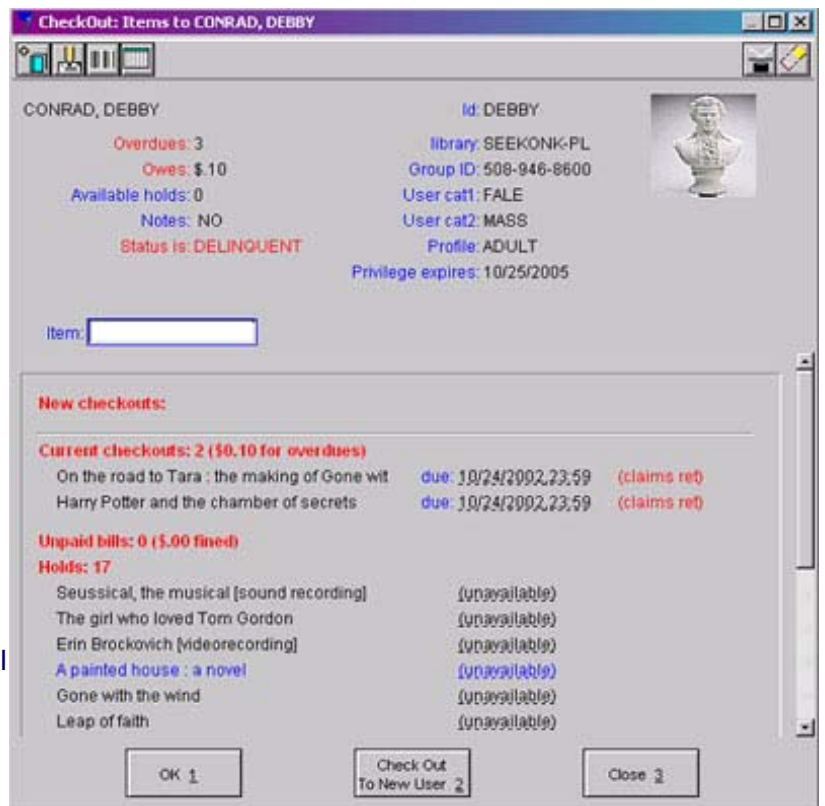 CheckOut: Items to CONRAD, DEBBY
CONRAD, DEBBY
Id: DEBBY
Overdues: 3
library: SEEKONK-PL
Owes: $.10
Group ID: 508-946-8600
Available holds: 0
User cat1: FALE
Notes: NO
User cat2: MASS
Status is: DELINQUENT
Profile: ADULT
Privilege expires: 10/25/2005
Item:
New checkouts:
Current checkouts: 2 ($0.10 for overdues)
On the road to Tara : the making of Gone wit due: 10/24/2002,23:59 (claims ret)
Harry Potter and the chamber of secrets due: 10/24/2002,23:59 (claims ret)
Unpaid bills: 0 ($.00 fined)
Holds: 17
Seussical, the musical [sound recording] (unavailable)
The girl who loved Tom Gordon (unavailable)
Erin Brockovich [videorecording] (unavailable)
A painted house : a novel (unavailable)
Gone with the wind (unavailable)
Leap of faith (unavailable)
OK 1
Check Out
To New User 2
Close 3